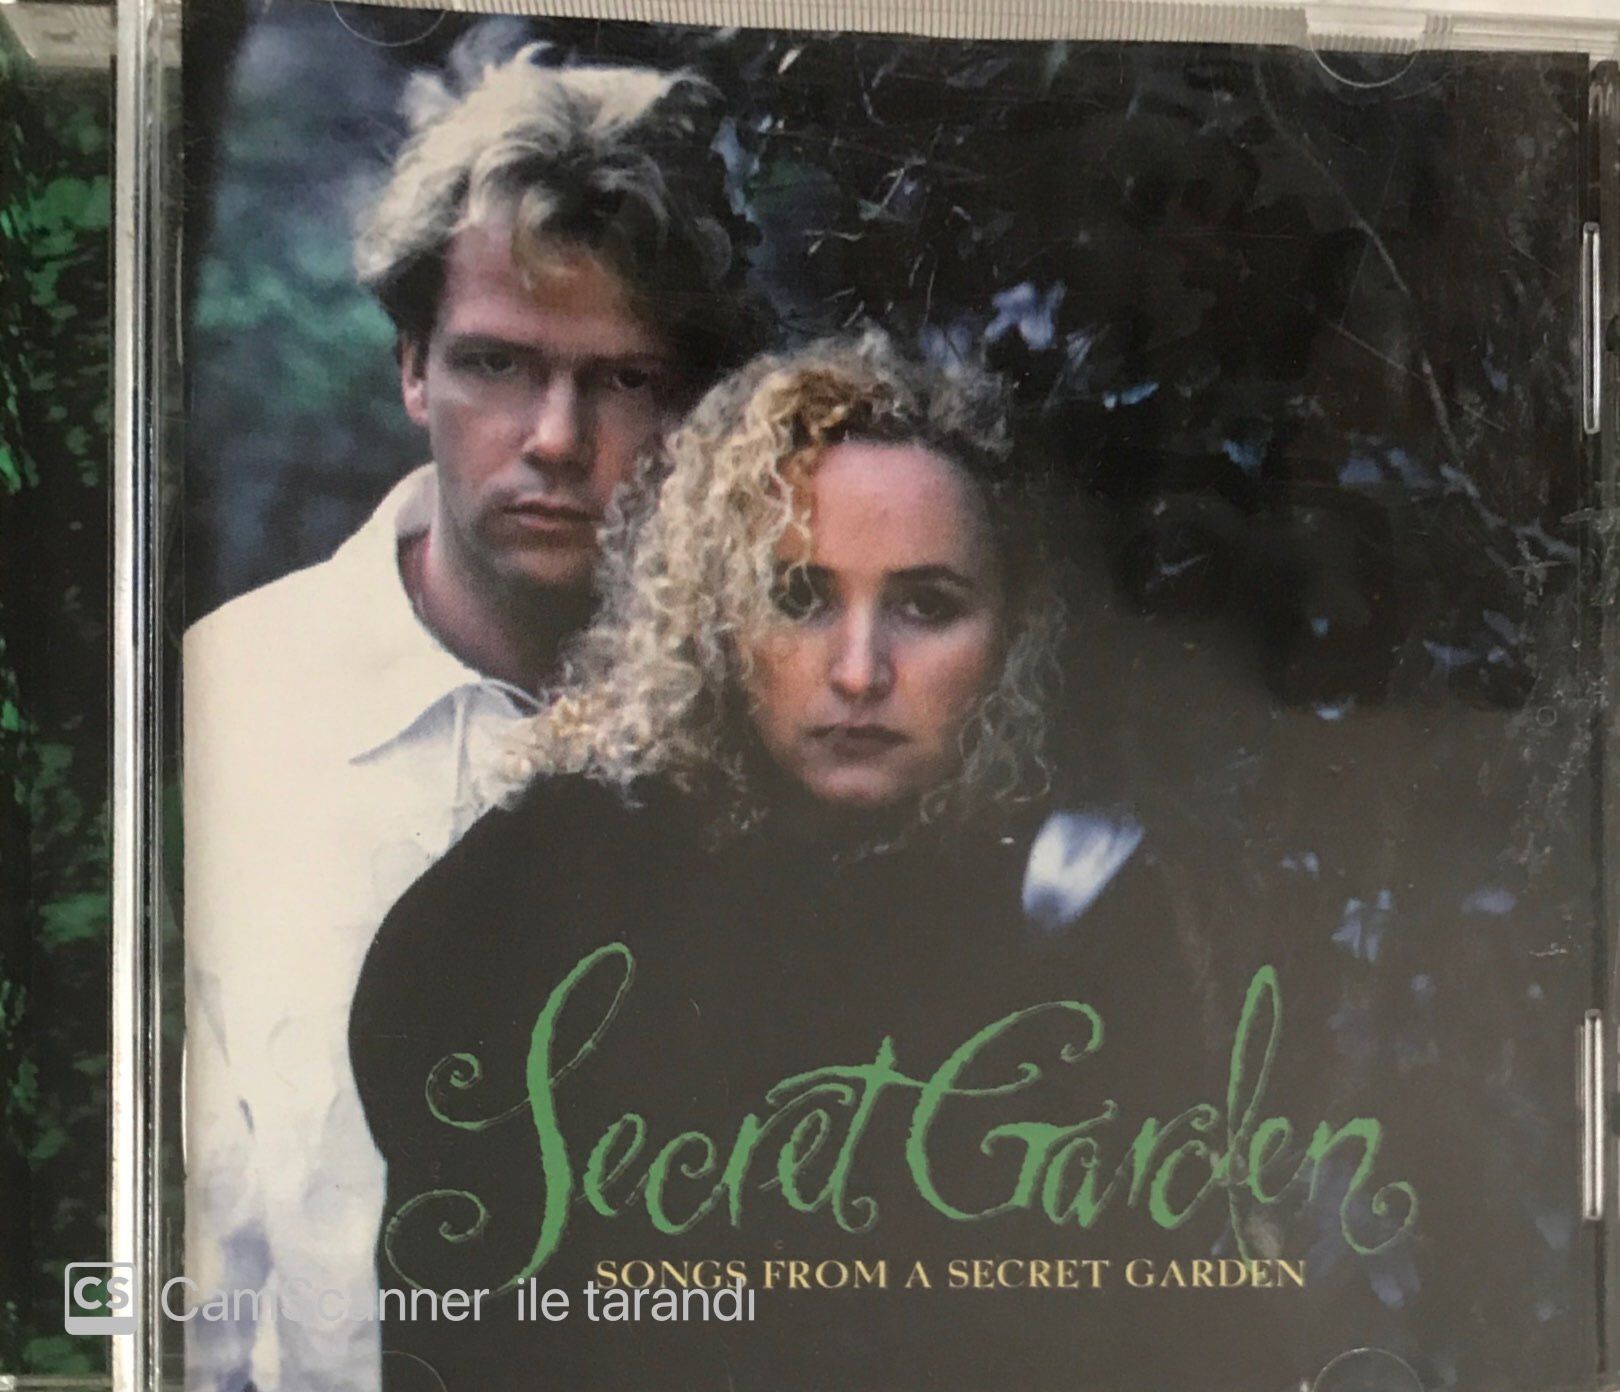 Secret Garden
SONGS FROM A SECRET GARDEN
CS CamScanner ile tarandı